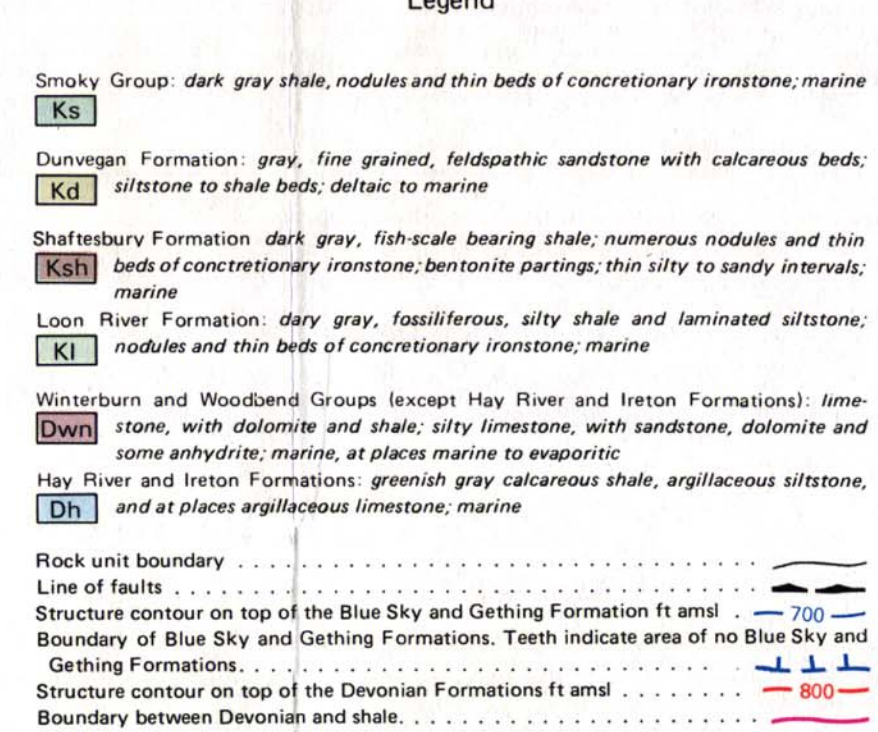 Legend
Smoky Group: dark gray shale, nodules and thin beds of concretionary ironstone; marine
Ks
Dunvegan Formation: gray, fine grained, feldspathic sandstone with calcareous beds;
Kd siltstone to shale beds; deltaic to marine
Shaftesbury Formation dark gray, fish-scale bearing shale; numerous nodules and thin
Ksh beds of conctretionary ironstone; bentonite partings; thin silty to sandy intervals;
marine
Loon River Formation: dary gray, fossiliferous, silty shale and laminated siltstone;
Kl nodules and thin beds of concretionary ironstone; marine
Winterburn and Woodbend Groups (except Hay River and Ireton Formations): lime-
Dwn stone, with dolomite and shale; silty limestone, with sandstone, dolomite and
some anhydrite; marine, at places marine to evaporitic
Hay River and Ireton Formations: greenish gray calcareous shale, argillaceous siltstone,
Dh and at places argillaceous limestone; marine
Rock unit boundary . . . . . . . . . . . . . . . . . . . . . . . . . . . . . . . . . .
Line of faults . . . . . . . . . . . . . . . . . . . . . . . . . . . . . . . . . . . . . .
Structure contour on top of the Blue Sky and Gething Formation ft amsl . 700
Boundary of Blue Sky and Gething Formations. Teeth indicate area of no Blue Sky and
Gething Formations. . . . . . . . . . . . . . . . . . . . . . . . . . . . . . .
Structure contour on top of the Devonian Formations ft amsl . . . . . . . . 800
Boundary between Devonian and shale. . . . . . . . . . . . . . . . . . . . . . .